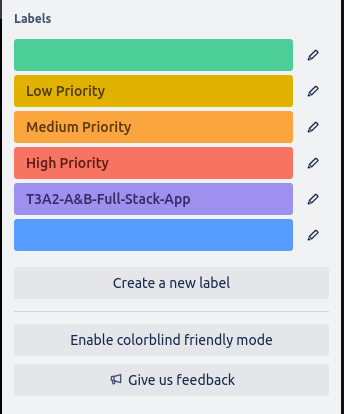 Labels
Low Priority
Medium Priority
High Priority
T3A2-A&B-Full-Stack-App
Create a new label
Enable colorblind friendly mode
Give us feedback